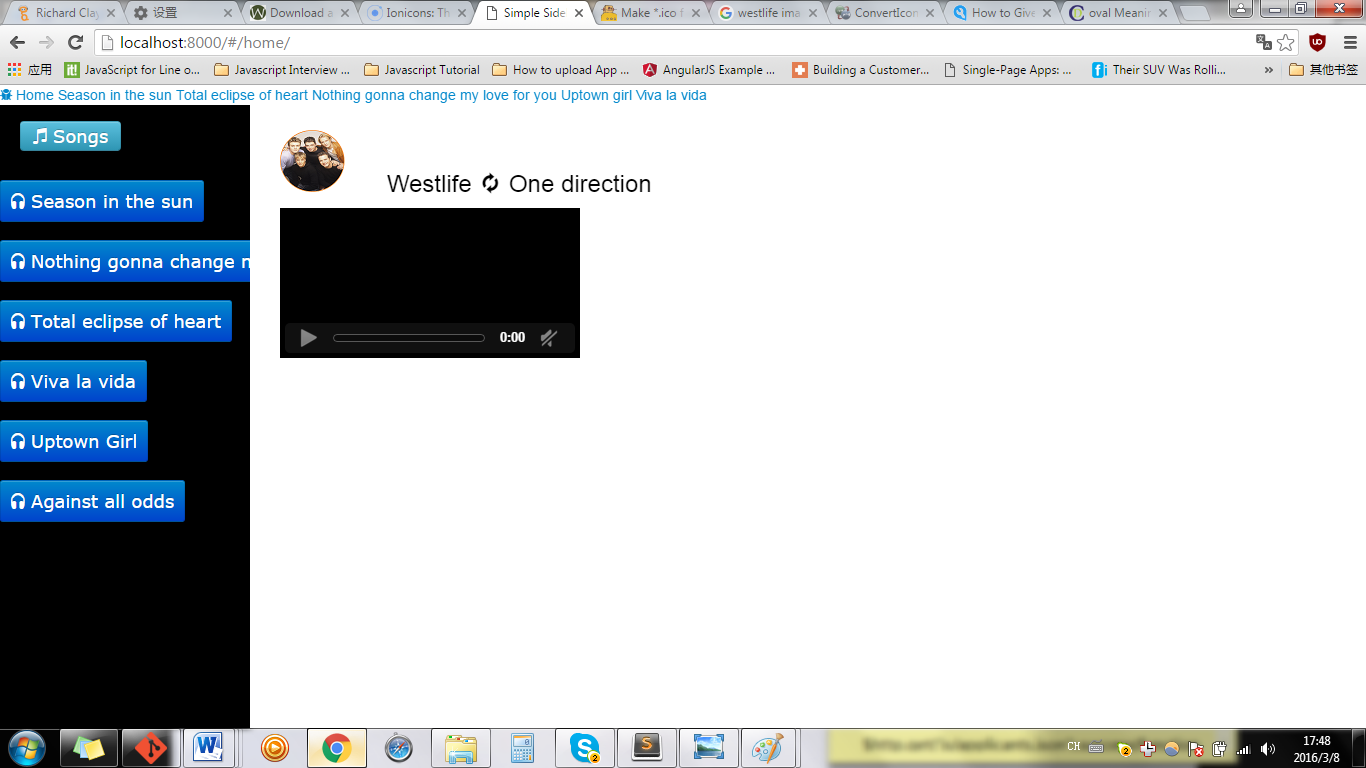 Richard Cla
设置
Download a
Ionicons: Th
Simple Side
Make *.ico f
westlife ima
ConvertIcon
How to Give
oval Meanin
localhost:8000/#/home/
应用
JavaScript for Line o...
Javascript Interview ...
Javascript Tutorial
How to upload App ...
AngularJS Example ...
Building a Customer...
Single-Page Apps: ...
Their SUV Was Rolli...
»
其他书签
Home Season in the sun Total eclipse of heart Nothing gonna change my love for you Uptown girl Viva la vida
Songs
Season in the sun
Nothing gonna change m
Total eclipse of heart
Viva la vida
Uptown Girl
Against all odds
Westlife One direction
0:00
CH
17:48
2016/3/8